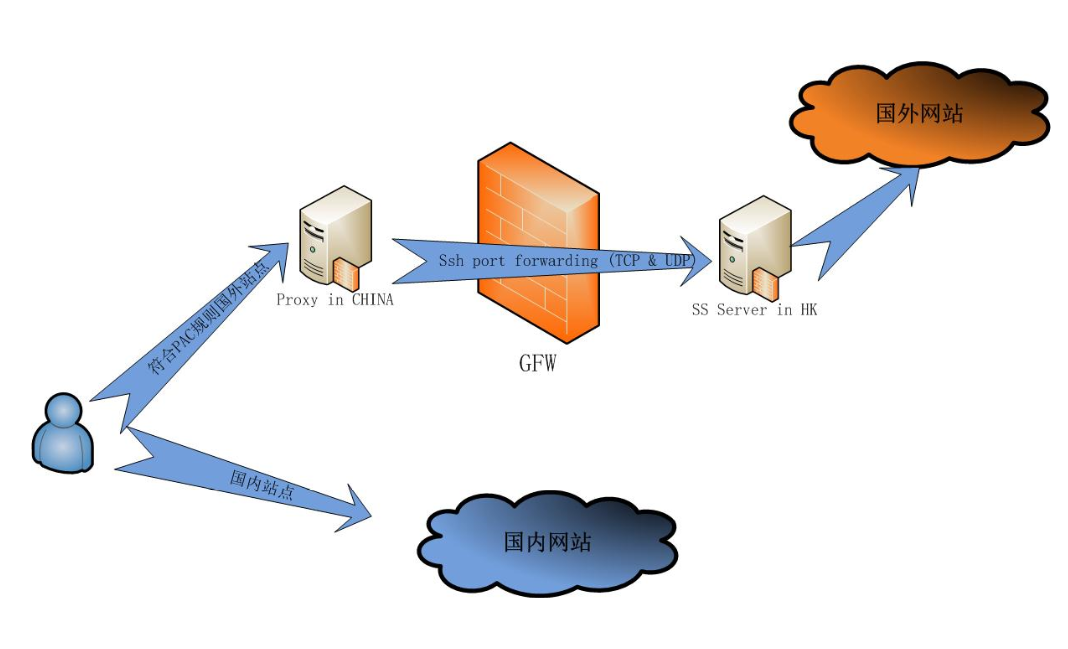 国外网站
Ssh port forwarding (TCP & UDP)
Proxy in CHINA
SS Server in HK
GFW
符合PAC规则国外站点
国内站点
国内网站